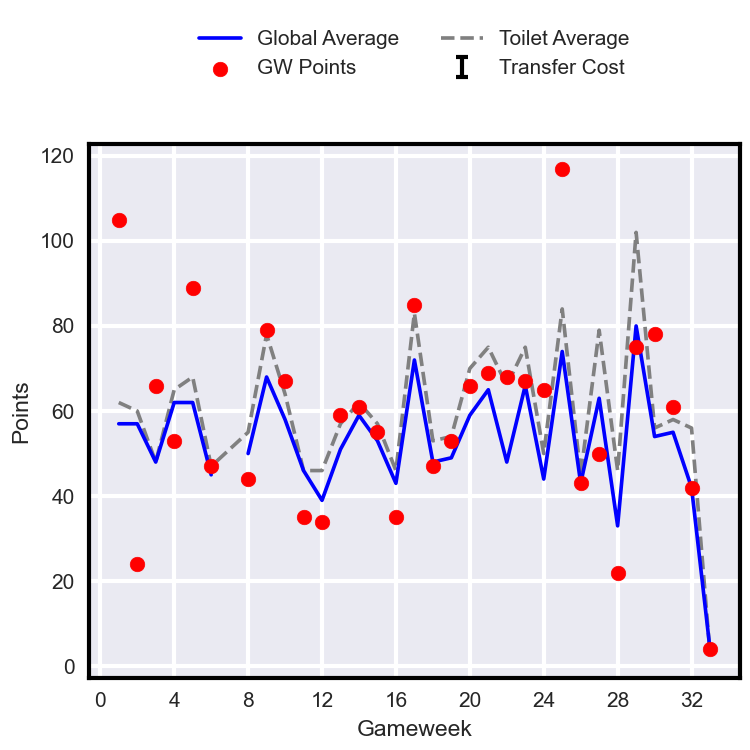 Global Average
GW Points
Toilet Average
Transfer Cost
120
100
80
60
40
20
0
Points
0 4 8 12 16 20 24 28 32
Gameweek